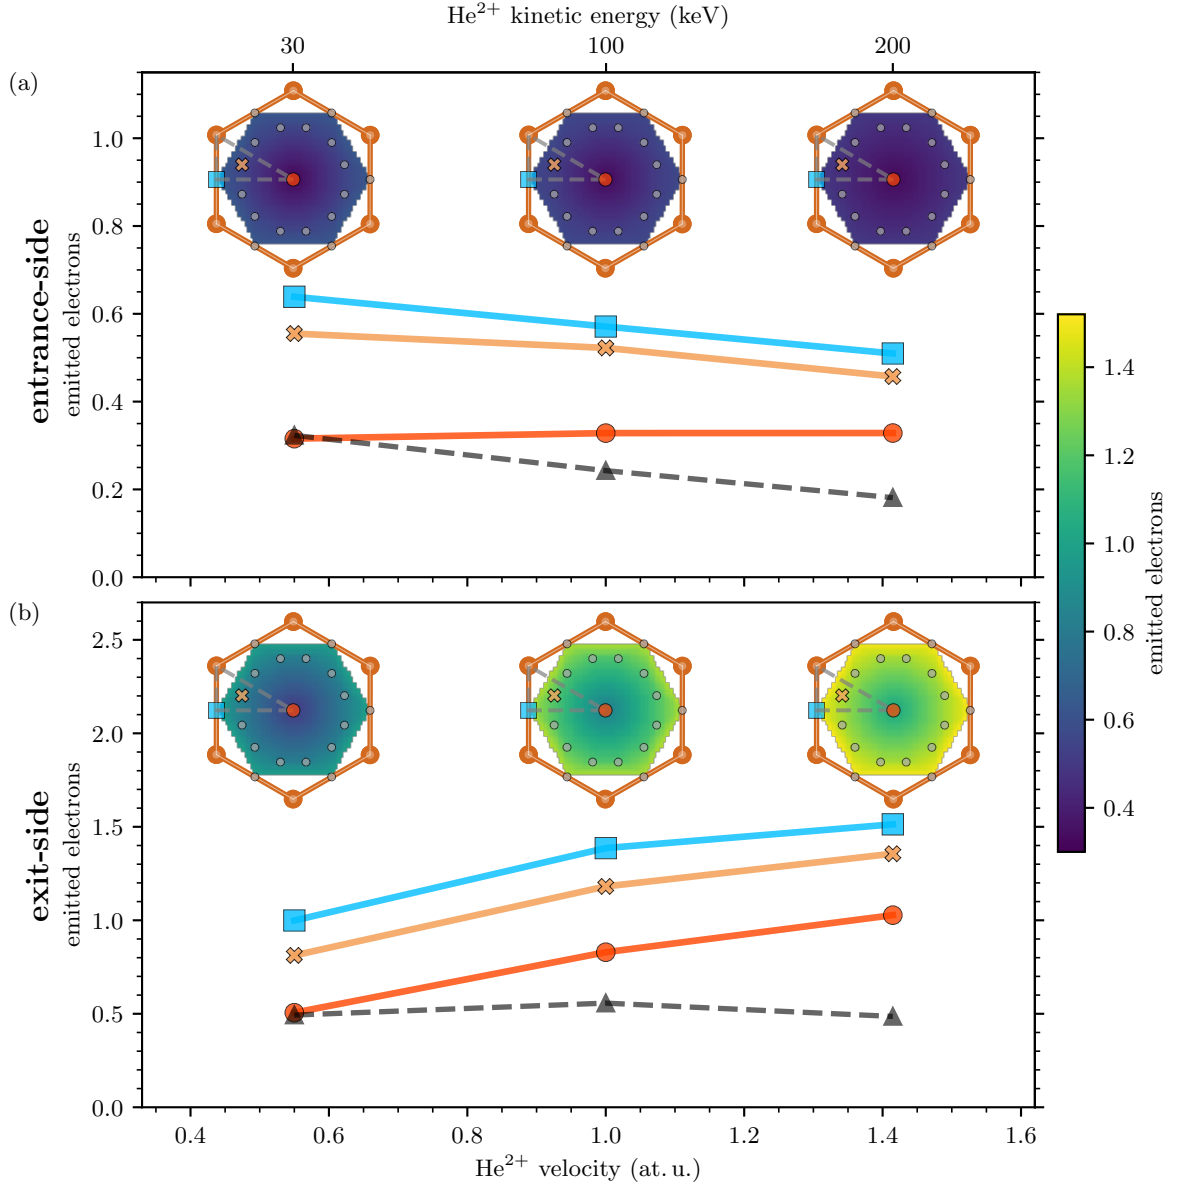 He²⁺ kinetic energy (keV)
30 100 200
(a)
entrance-side
emitted electrons
1.0
0.8
0.6
0.4
0.2
0.0
(b)
exit-side
emitted electrons
2.5
2.0
1.5
1.0
0.5
0.0
0.4 0.6 0.8 1.0 1.2 1.4 1.6
He²⁺ velocity (at. u.)
1.4
1.2
1.0
0.8
0.6
0.4
emitted electrons